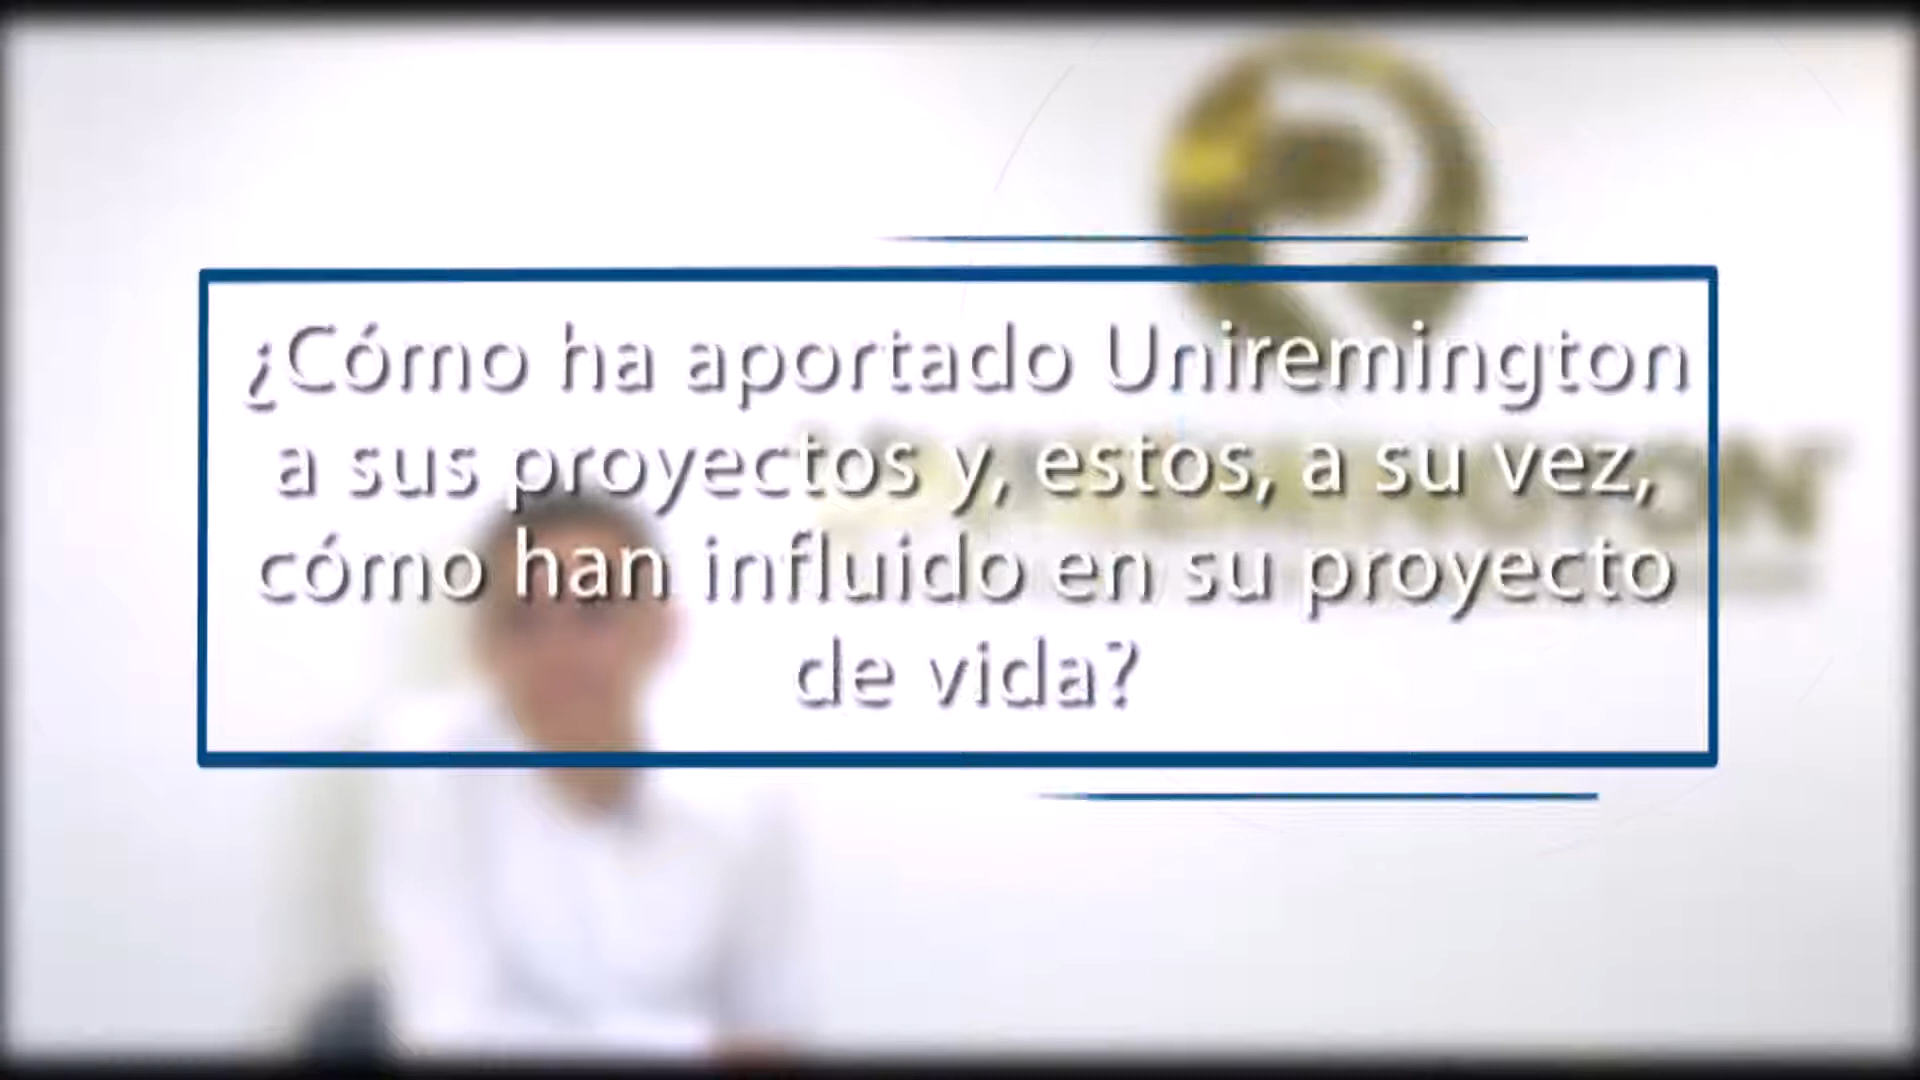 ¿Cómo ha aportado Uniremington
a sus proyectos y, estos, a su vez,
cómo han influido en su proyecto
de vida?